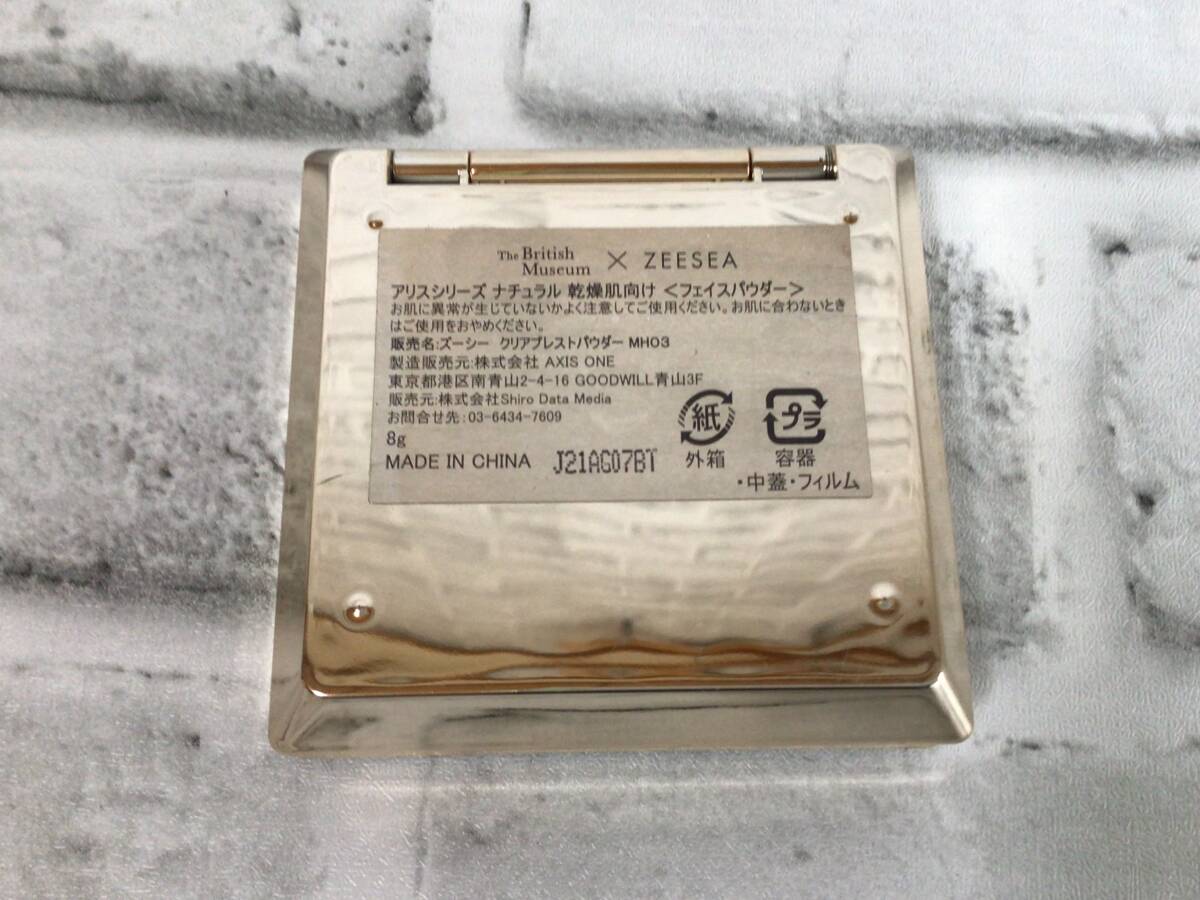 The British Museum × ZEESEA
アリスシリーズ ナチュラル 乾燥肌向け <フェイスパウダー>
お肌に異常が生じていないかよく注意してご使用ください。お肌に合わないとき
はご使用をおやめください。
販売名:ズーシー クリアプレストパウダー MH03
製造販売元:株式会社 AXIS ONE
東京都港区南青山2-4-16 GOODWILL青山3F
販売元:株式会社Shiro Data Media
お問合せ先:03-6434-7609
8g
MADE IN CHINA J21AG07BT
紙 外箱
プラ 容器
・中蓋・フィルム